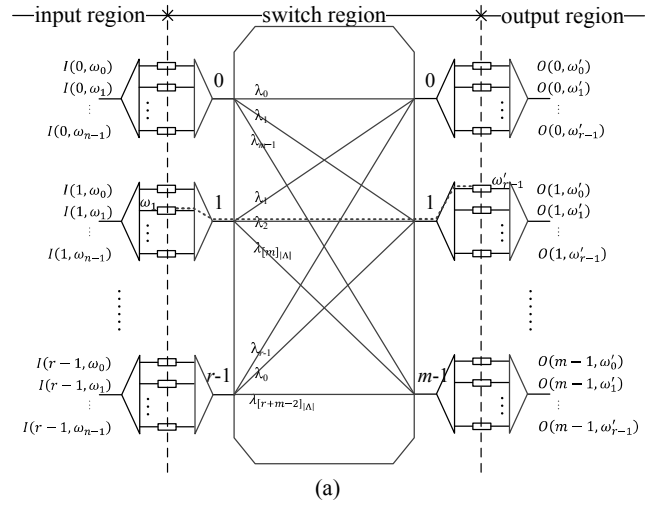 input region switch region output region
I(0, ω₀) 0 λ₀ 0 O(0, ω′₀)
I(0, ω₁) λ₁ O(0, ω′₁)
⋮ ⋮ ⋮ ⋮
I(0, ωₙ₋₁) λₘ₋₁ O(0, ω′ᵣ₋₁)
I(1, ω₀) ω′ᵣ₋₁ O(1, ω′₀)
I(1, ω₁) ω₁ 1 λ₁ 1 O(1, ω′₁)
⋮ ⋮ λ₂ ⋮ ⋮
I(1, ωₙ₋₁) λ_{[m]_{|Λ|}} O(1, ω′ᵣ₋₁)
I(r − 1, ω₀) λᵣ₋₁ O(m − 1, ω′₀)
I(r − 1, ω₁) r-1 λ₀ m-1 O(m − 1, ω′₁)
⋮ ⋮ λ_{[r+m−2]_{|Λ|}} ⋮ ⋮
I(r − 1, ωₙ₋₁) O(m − 1, ω′ᵣ₋₁)
(a)